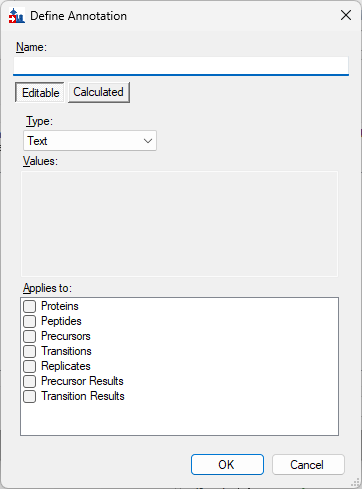 Define Annotation
Name:
Editable Calculated
Type:
Text
Values:
Applies to:
Proteins
Peptides
Precursors
Transitions
Replicates
Precursor Results
Transition Results
OK Cancel